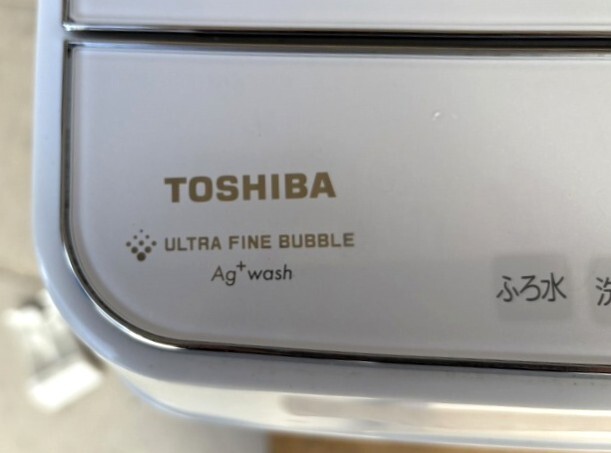 TOSHIBA
ULTRA FINE BUBBLE
Ag+wash
ふろ水